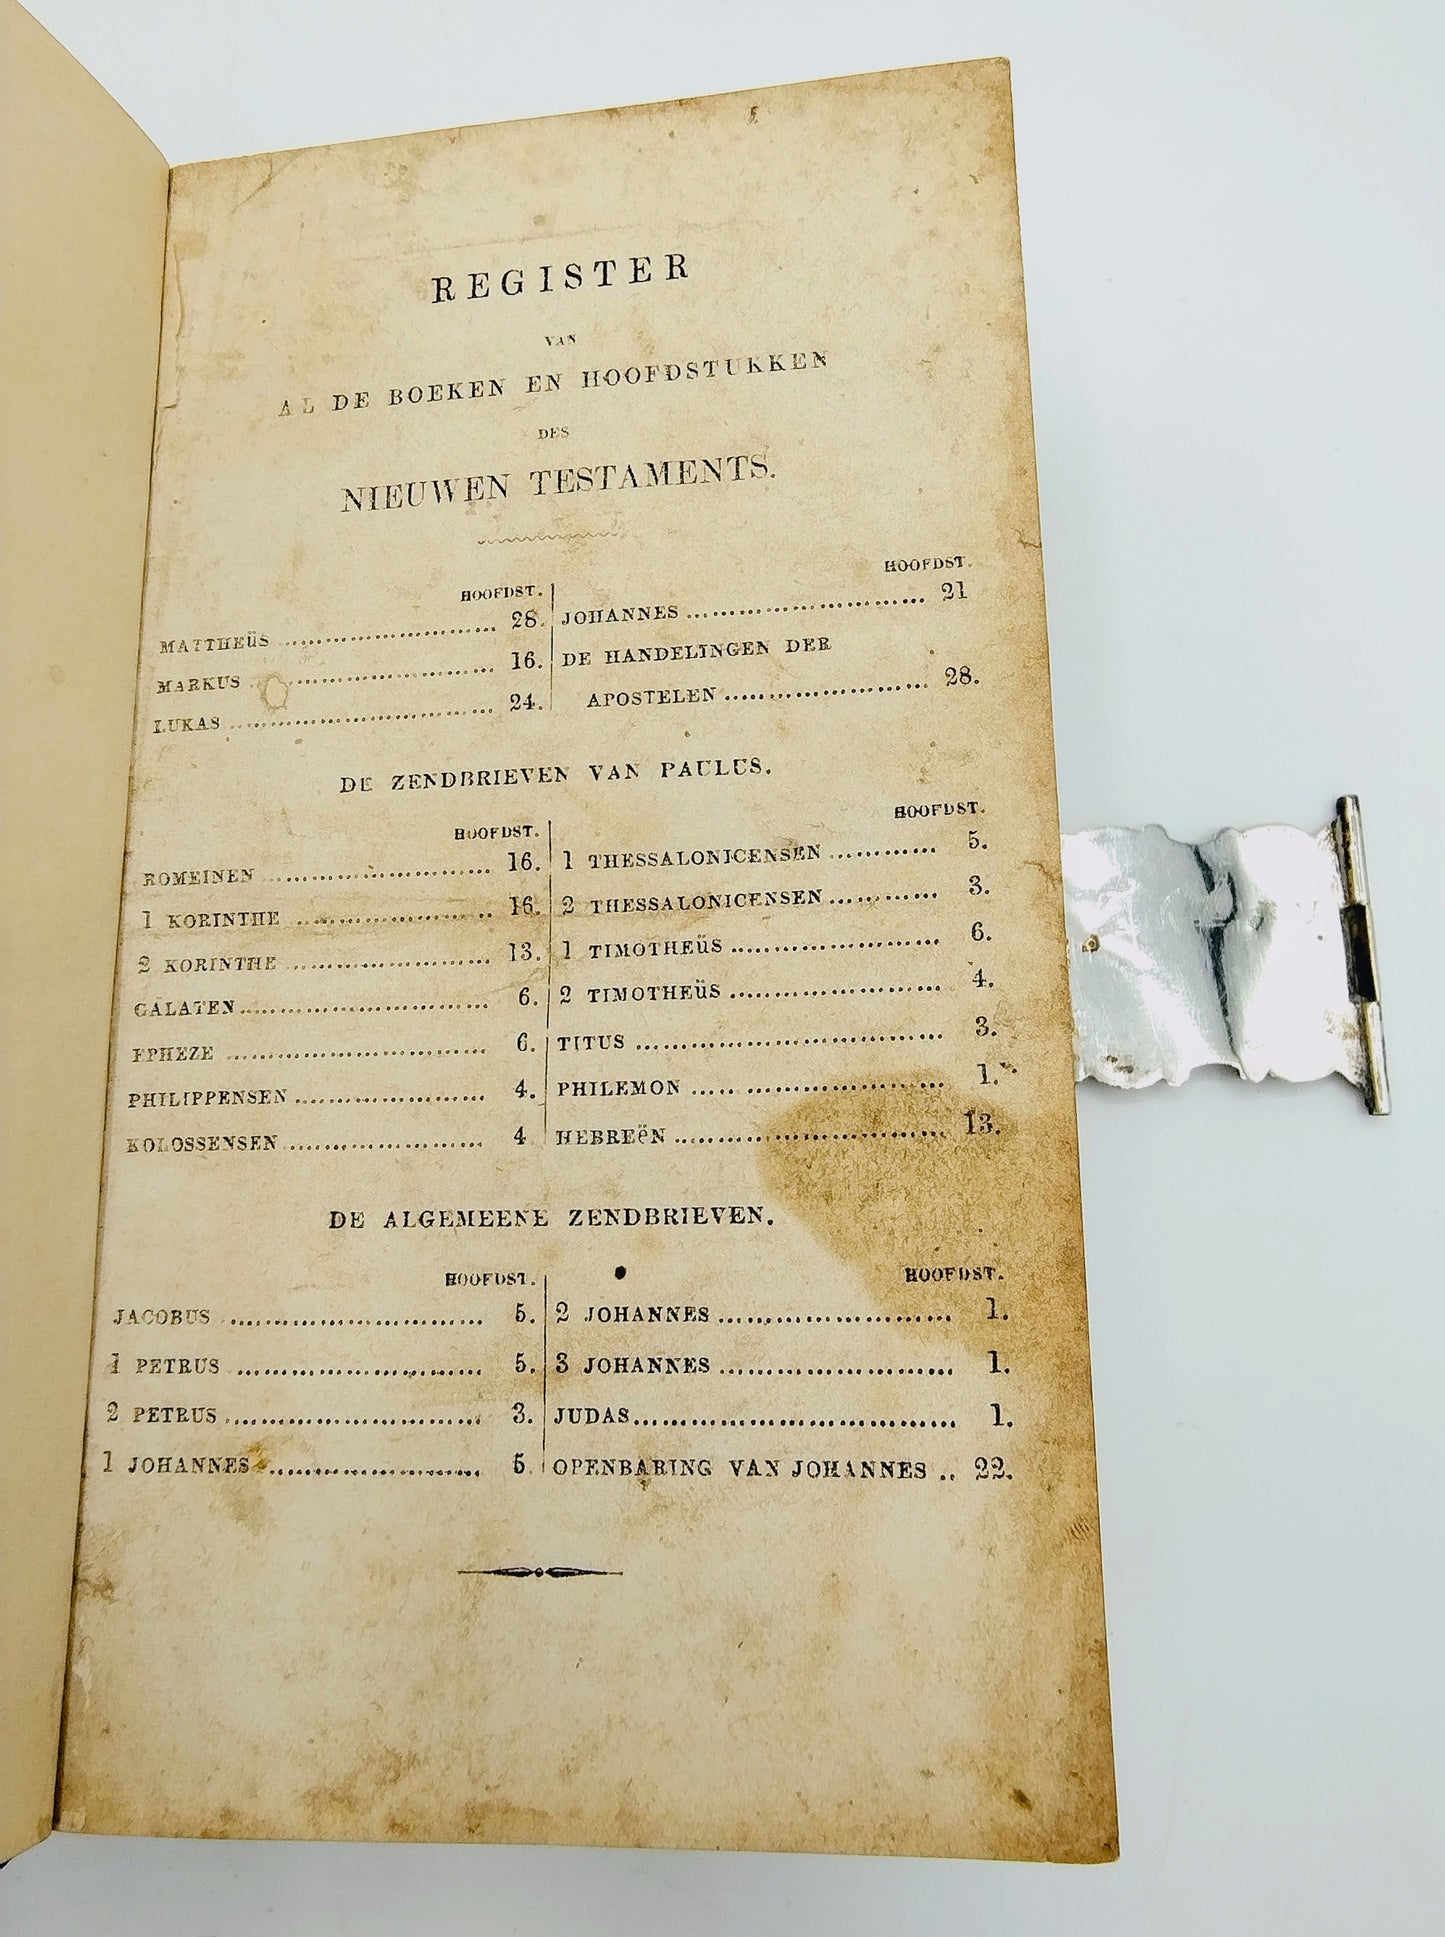 REGISTER
VAN
AL DE BOEKEN EN HOOFDSTUKKEN
DES
NIEUWEN TESTAMENTS.
HOOFDST.
MATTHEüS 28.
MARKUS 16.
LUKAS 24.
HOOFDST.
JOHANNES 21
DE HANDELINGEN DER
APOSTELEN 28.
DE ZENDBRIEVEN VAN PAULUS.
HOOFDST.
ROMEINEN 16.
1 KORINTHE 16.
2 KORINTHE 13.
GALATEN 6.
EPHEZE 6.
PHILIPPENSEN 4.
KOLOSSENSEN 4
HOOFDST.
1 THESSALONICENSEN 5.
2 THESSALONICENSEN 3.
1 TIMOTHEüS 6.
2 TIMOTHEüS 4.
TITUS 3.
PHILEMON 1.
HEBREëN 13.
DE ALGEMEENE ZENDBRIEVEN.
HOOFDST.
JACOBUS 5.
1 PETRUS 5.
2 PETRUS 3.
1 JOHANNES 5.
HOOFDST.
2 JOHANNES 1.
3 JOHANNES 1.
JUDAS 1.
OPENBARING VAN JOHANNES .. 22.